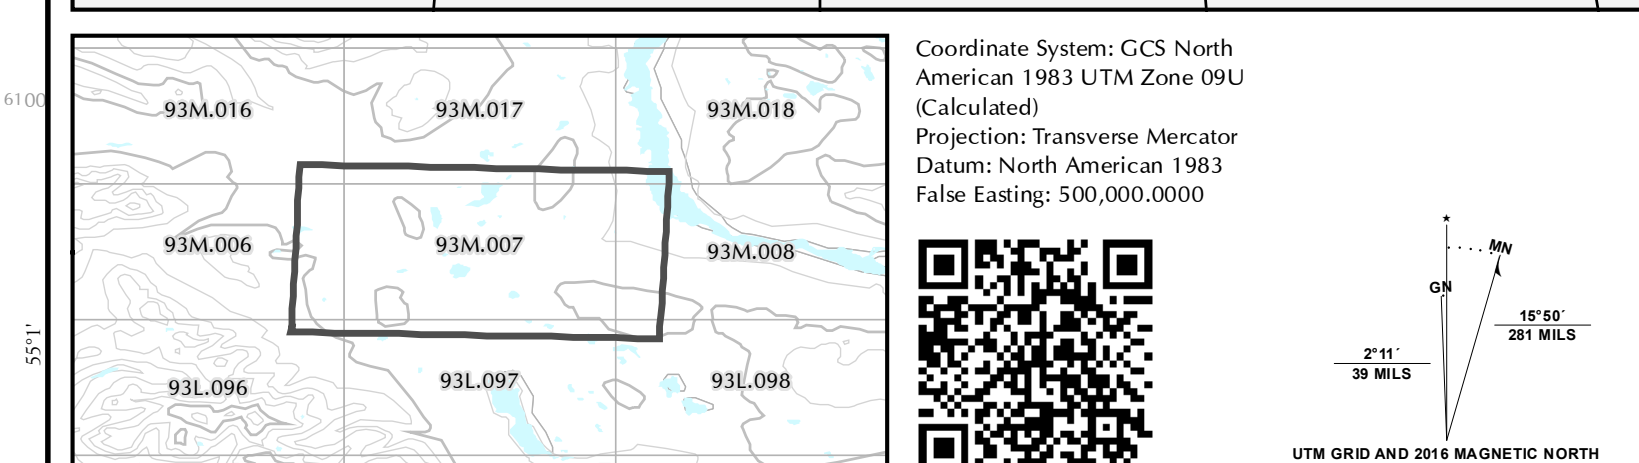 6100
55°1'
93M.016 93M.017 93M.018
93M.006 93M.007 93M.008
93L.096 93L.097 93L.098
Coordinate System: GCS North
American 1983 UTM Zone 09U
(Calculated)
Projection: Transverse Mercator
Datum: North American 1983
False Easting: 500,000.0000
MN
GN
15°50´
281 MILS
2°11´
39 MILS
UTM GRID AND 2016 MAGNETIC NORTH